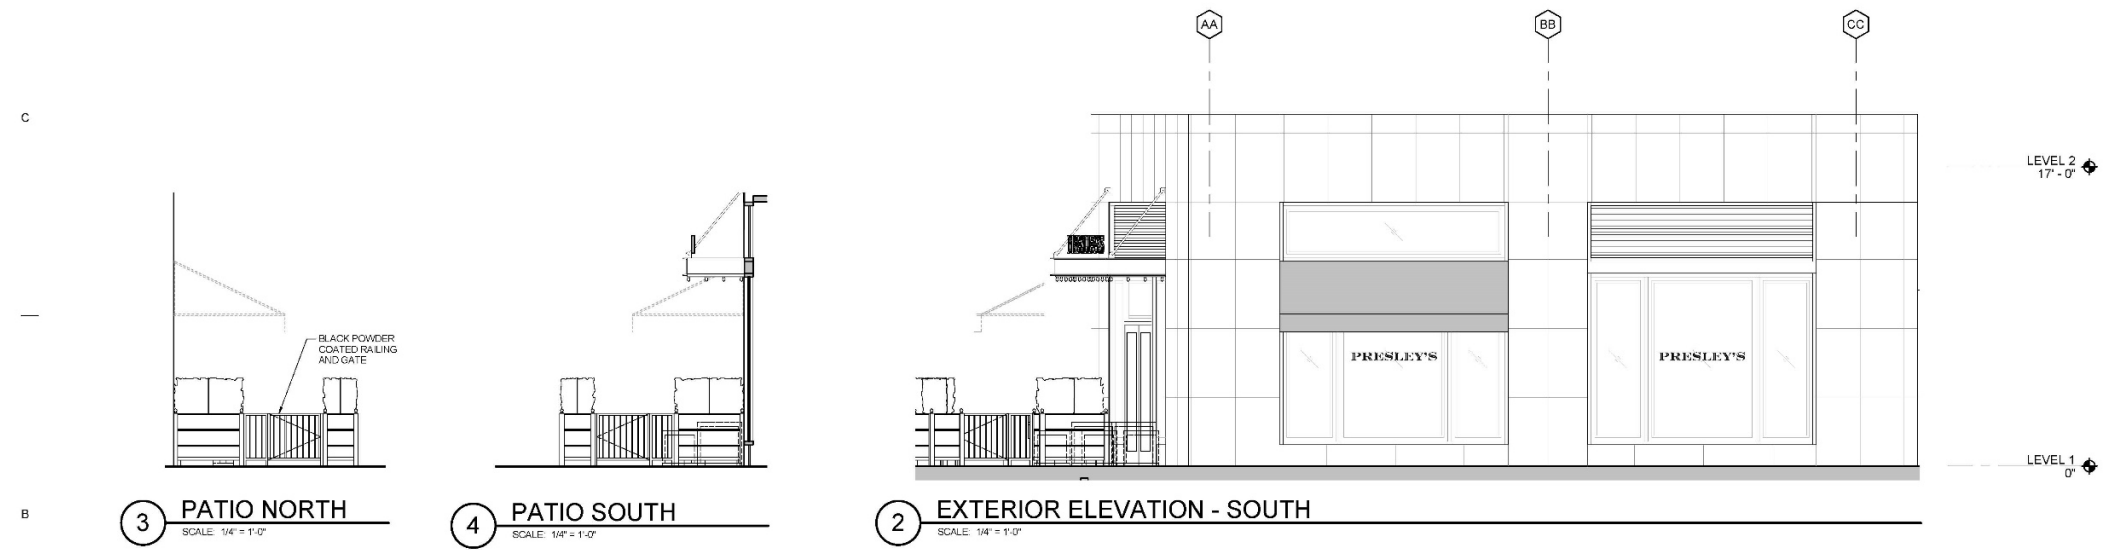 AA
BB
CC
C
LEVEL 2
17' - 0"
BLACK POWDER
COATED RAILING
AND GATE
PRESLEY'S
PRESLEY'S
LEVEL 1
0"
B
3
PATIO NORTH
SCALE: 1/4" = 1'-0"
4
PATIO SOUTH
SCALE: 1/4" = 1'-0"
2
EXTERIOR ELEVATION - SOUTH
SCALE: 1/4" = 1'-0"